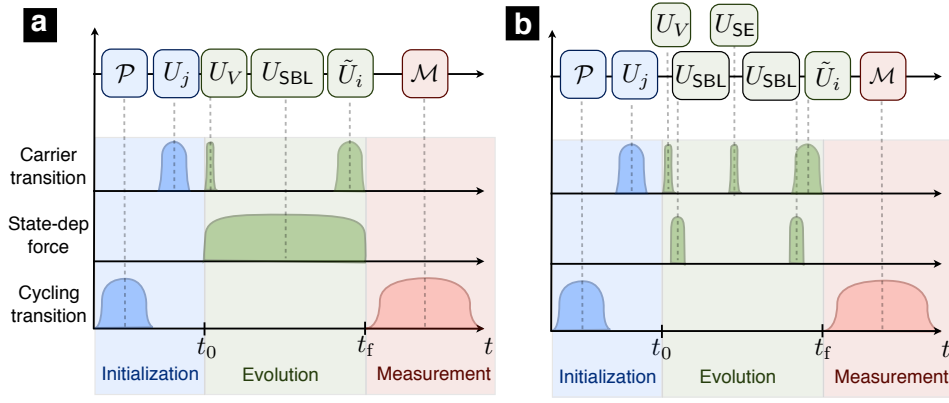 a
𝒫 U_j U_V U_SBL Ũ_i ℳ
Carrier
transition
State-dep
force
Cycling
transition
t_0 t_f t
Initialization Evolution Measurement
b
U_V U_SE
𝒫 U_j U_SBL U_SBL Ũ_i ℳ
t_0 t_f t
Initialization Evolution Measurement